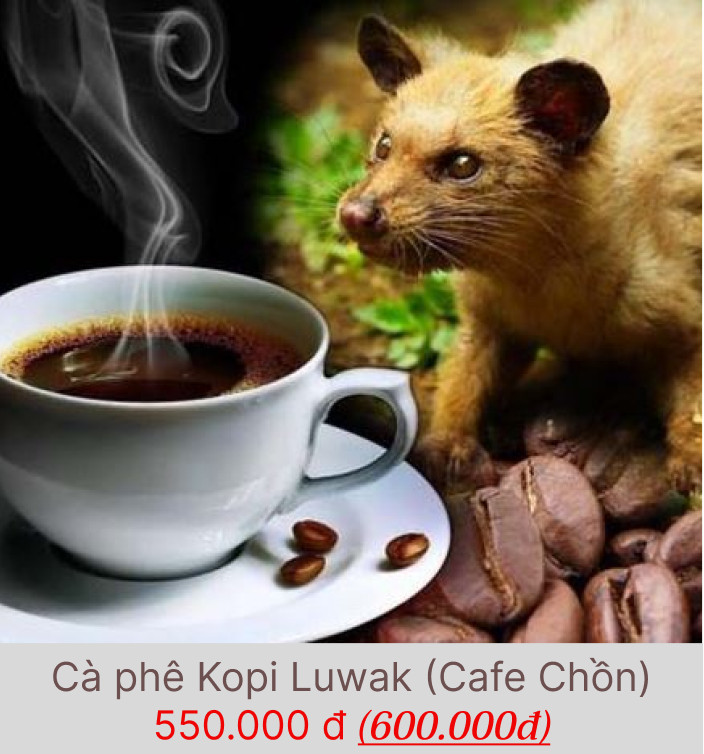 Cà phê Kopi Luwak (Cafe Chồn)
550.000 đ (600.000đ)